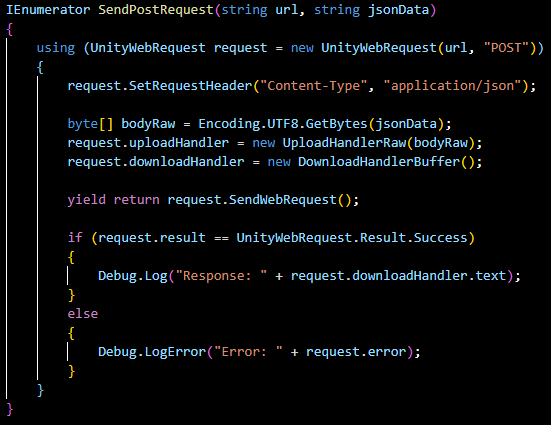 IEnumerator SendPostRequest(string url, string jsonData)
{
    using (UnityWebRequest request = new UnityWebRequest(url, "POST"))
    {
        request.SetRequestHeader("Content-Type", "application/json");

        byte[] bodyRaw = Encoding.UTF8.GetBytes(jsonData);
        request.uploadHandler = new UploadHandlerRaw(bodyRaw);
        request.downloadHandler = new DownloadHandlerBuffer();

        yield return request.SendWebRequest();

        if (request.result == UnityWebRequest.Result.Success)
        {
            Debug.Log("Response: " + request.downloadHandler.text);
        }
        else
        {
            Debug.LogError("Error: " + request.error);
        }
    }
}